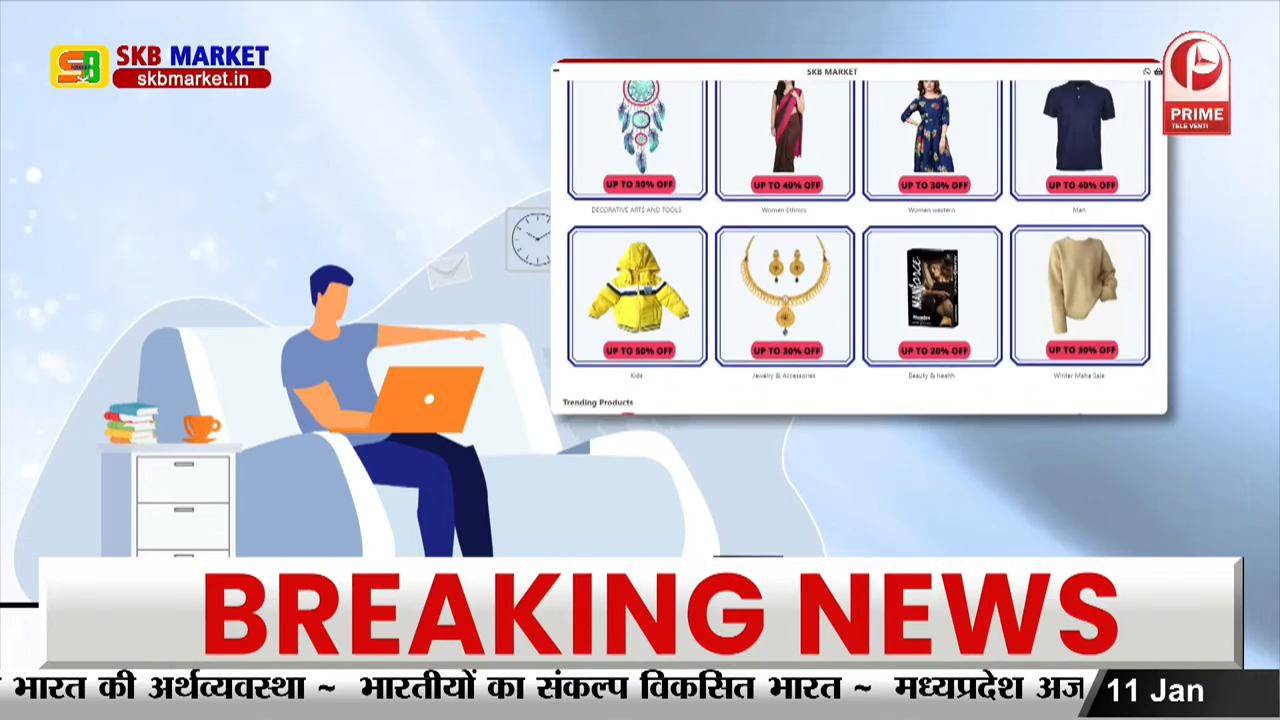 SKB MARKET
skbmarket.in
SKB MARKET
PRIME
TELE VENTI
UP TO 50% OFF
UP TO 40% OFF
UP TO 30% OFF
UP TO 40% OFF
DECORATIVE ARTS AND TOOLS
Women Ethnics
Women western
Man
MANFORCE
UP TO 50% OFF
UP TO 30% OFF
UP TO 20% OFF
UP TO 30% OFF
Kids
Jewelry & Accessories
Beauty & health
Winter Maha Sale
Trending Products
BREAKING NEWS
भारत की अर्थव्यवस्था ~ भारतीयों का संकल्प विकसित भारत ~ मध्यप्रदेश अज
11 Jan